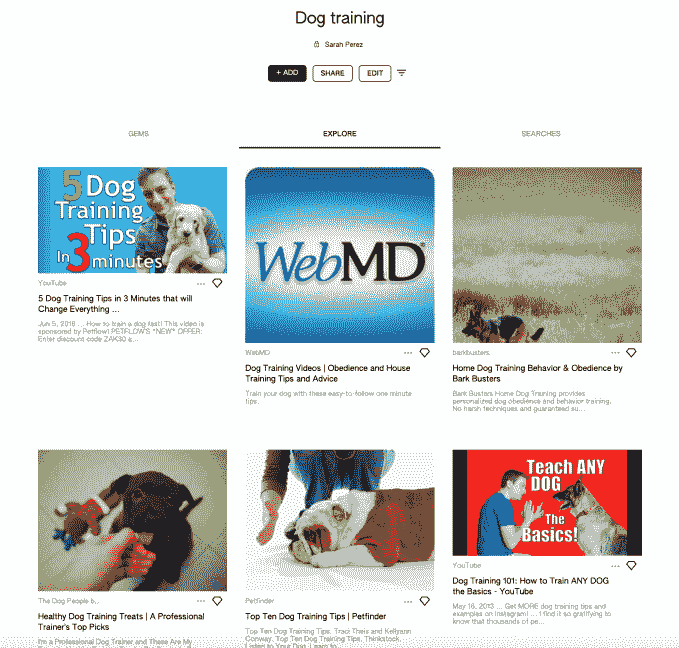 Dog training
Sarah Perez
+ ADD
SHARE
EDIT
GEMS
EXPLORE
SEARCHES
5 Dog
Training
Tips
In 3 minutes
YouTube
5 Dog Training Tips in 3 Minutes that will
Change Everything ...
Jun 5, 2018 ... How to train a dog fast! This video is
sponsored by Petflow! PETFLOW'S *NEW* OFFER:
Enter discount code ZAK30 a...
WebMD
WebMD
Dog Training Videos | Obedience and House
Training Tips and Advice
Train your dog with these easy-to-follow one minute
tips.
barkbusters
Home Dog Training Behavior & Obedience by
Bark Busters
Bark Busters Home Dog Training provides
personalized dog obedience and behavior training.
No harsh techniques and guaranteed su...
The Dog People b...
Healthy Dog Training Treats | A Professional
Trainer's Top Picks
I'm a Professional Dog Trainer and These Are My
Petfinder
Top Ten Dog Training Tips | Petfinder
Top Ten Dog Training Tips. Traci Theis and Kellyann
Conway. Top Ten Dog Training Tips. Thinkstock.
Listen to Your Dog. Learn to
Teach ANY
DOG
The
Basics!
YouTube
Dog Training 101: How to Train ANY DOG
the Basics - YouTube
May 16, 2013 ... Get MORE dog training tips and
examples on Instagram! ... I find it so gratifying to
know that thousands of pe...